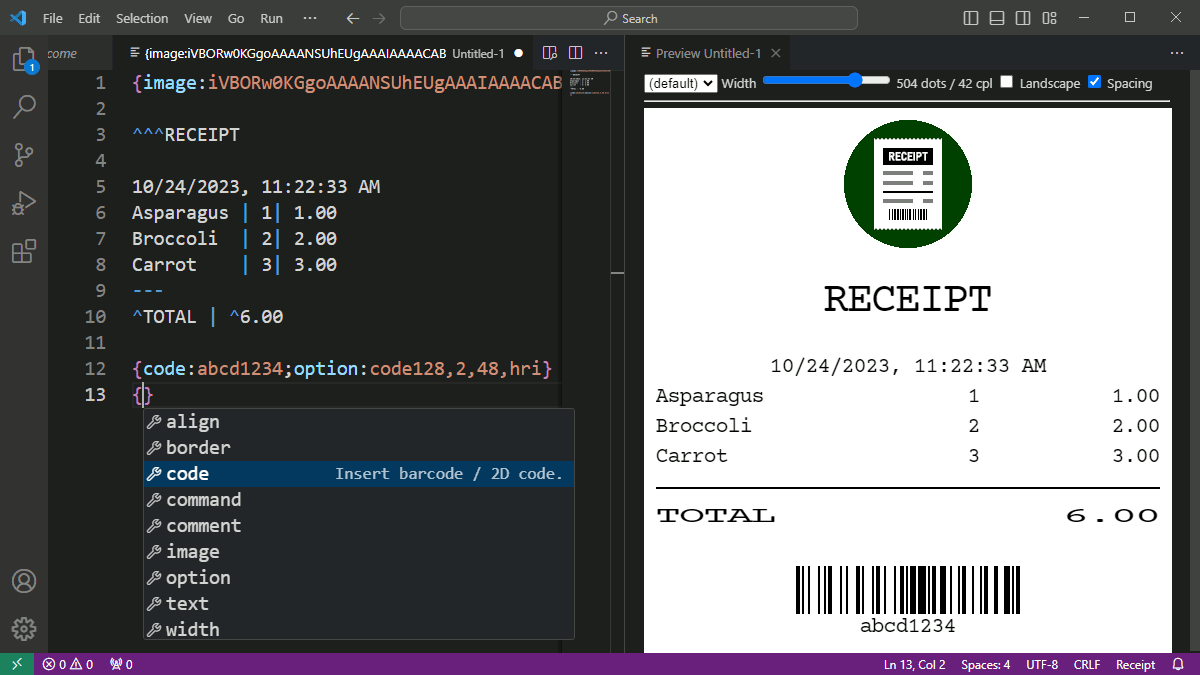 File Edit Selection View Go Run ··· Search
come {image:iVBORw0KGgoAAAANSUhEUgAAAIAAAACAB Untitled-1
Preview Untitled-1
(default) Width 504 dots / 42 cpl Landscape Spacing
1 {image:iVBORw0KGgoAAAANSUhEUgAAAIAAAACAB
2
3 ^^^RECEIPT
4
5 10/24/2023, 11:22:33 AM
6 Asparagus | 1| 1.00
7 Broccoli | 2| 2.00
8 Carrot | 3| 3.00
9 ---
10 ^TOTAL | ^6.00
11
12 {code:abcd1234;option:code128,2,48,hri}
13 {}
align
border
code Insert barcode / 2D code.
command
comment
image
option
text
width
RECEIPT
RECEIPT
10/24/2023, 11:22:33 AM
Asparagus 1 1.00
Broccoli 2 2.00
Carrot 3 3.00
TOTAL 6.00
abcd1234
1
0 0 0 Ln 13, Col 2 Spaces: 4 UTF-8 CRLF Receipt